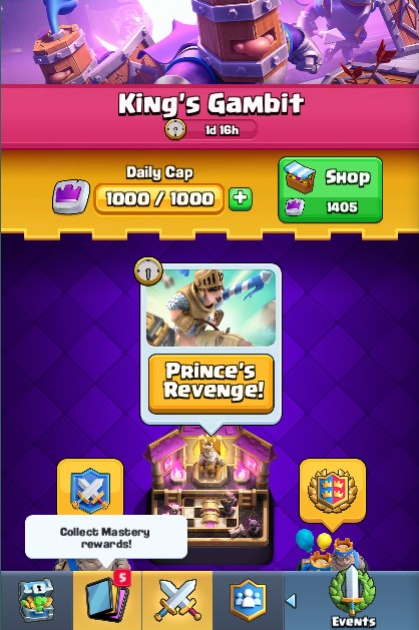 King's Gambit
1d 16h
Daily Cap
1000 / 1000
+
Shop
1405
Prince's
Revenge!
Collect Mastery
rewards!
5
Events